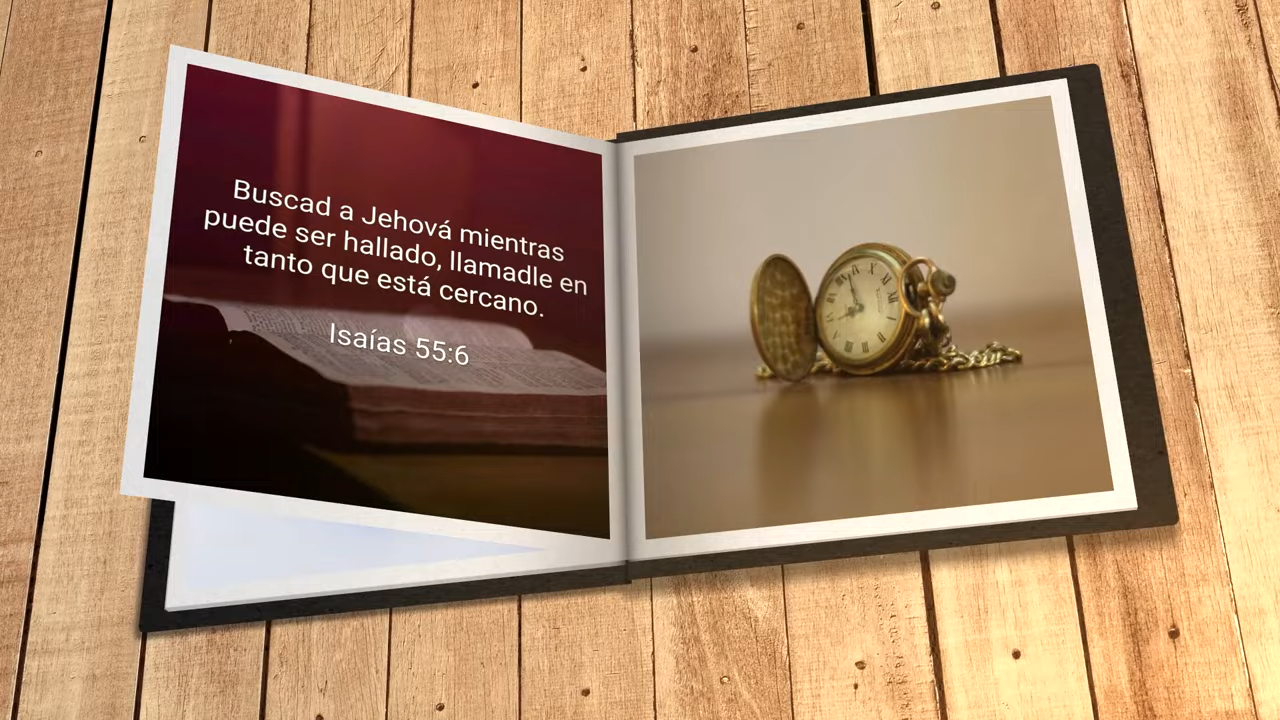 Buscad a Jehová mientras
puede ser hallado, llamadle en
tanto que está cercano.
Isaías 55:6